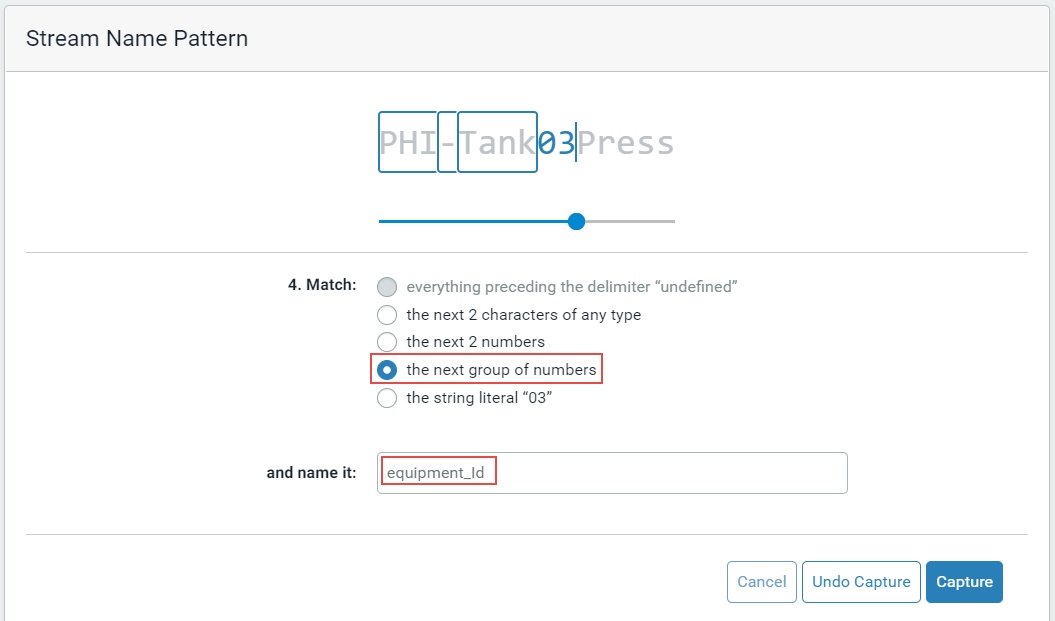 Stream Name Pattern
PHI-Tank03Press
4. Match:
everything preceding the delimiter “undefined”
the next 2 characters of any type
the next 2 numbers
the next group of numbers
the string literal “03”
and name it: equipment_Id
Cancel Undo Capture Capture